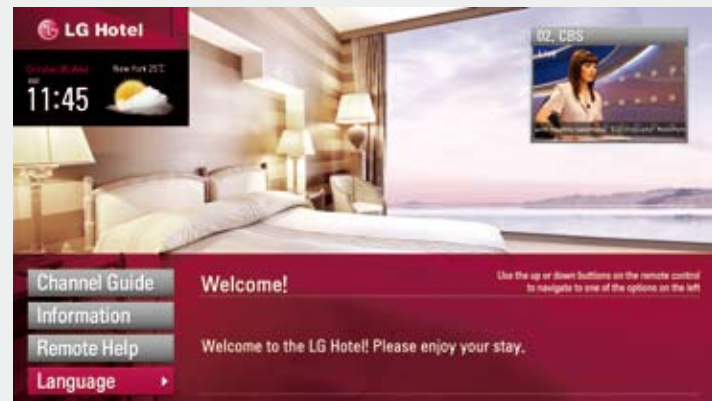 LG Hotel
New York 25℃
11:45
02, CBS
Live
Channel Guide
Information
Remote Help
Language
Welcome!
Use the up or down buttons on the remote control
to navigate to one of the options on the left
Welcome to the LG Hotel! Please enjoy your stay.